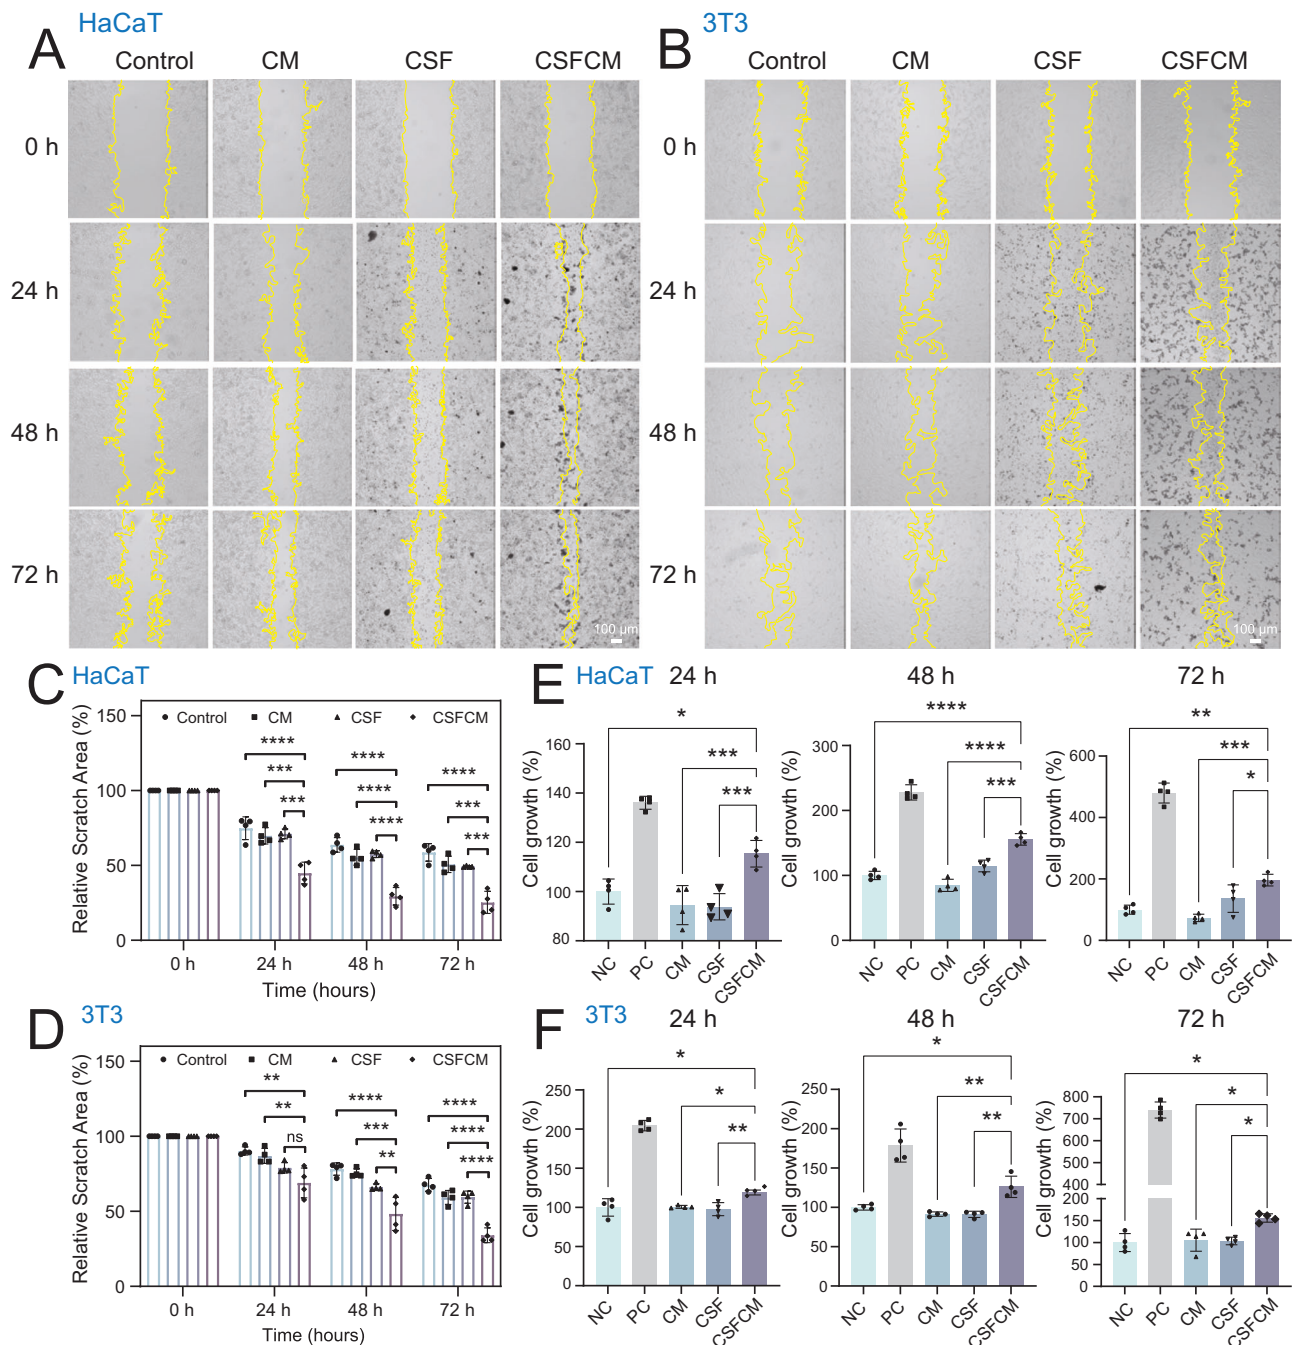 A HaCaT
Control CM CSF CSFCM
0 h
24 h
48 h
72 h
100 µm
B 3T3
Control CM CSF CSFCM
0 h
24 h
48 h
72 h
100 µm
C HaCaT
Relative Scratch Area (%)
150
100
50
0
Control CM CSF CSFCM
**** *** ***
**** **** ****
**** *** ***
0 h 24 h 48 h 72 h
Time (hours)
D 3T3
Relative Scratch Area (%)
150
100
50
0
Control CM CSF CSFCM
** ** ns
**** *** **
**** **** ****
0 h 24 h 48 h 72 h
Time (hours)
E HaCaT
24 h
Cell growth (%)
160
140
120
100
80
* *** ***
NC PC CM CSF CSFCM
48 h
Cell growth (%)
300
200
100
0
**** **** ***
NC PC CM CSF CSFCM
72 h
Cell growth (%)
600
400
200
0
** *** *
NC PC CM CSF CSFCM
F 3T3
24 h
Cell growth (%)
250
200
150
100
50
0
* * **
NC PC CM CSF CSFCM
48 h
Cell growth (%)
250
200
150
100
50
0
* ** **
NC PC CM CSF CSFCM
72 h
Cell growth (%)
800
700
600
500
400
200
150
100
50
0
* * *
NC PC CM CSF CSFCM